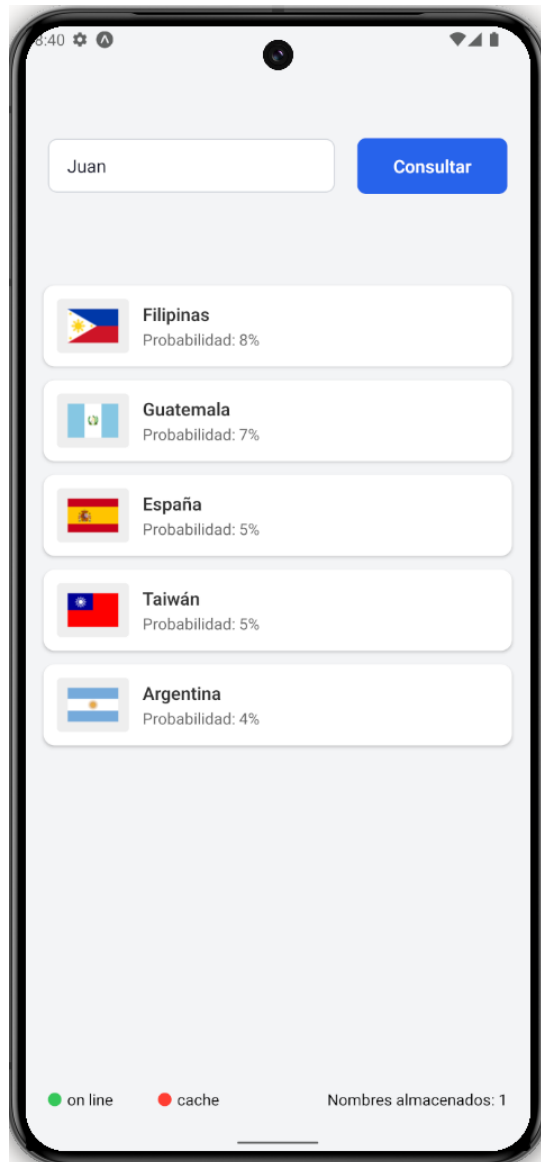 8:40
Juan
Consultar
Filipinas
Probabilidad: 8%
Guatemala
Probabilidad: 7%
España
Probabilidad: 5%
Taiwán
Probabilidad: 5%
Argentina
Probabilidad: 4%
on line cache Nombres almacenados: 1